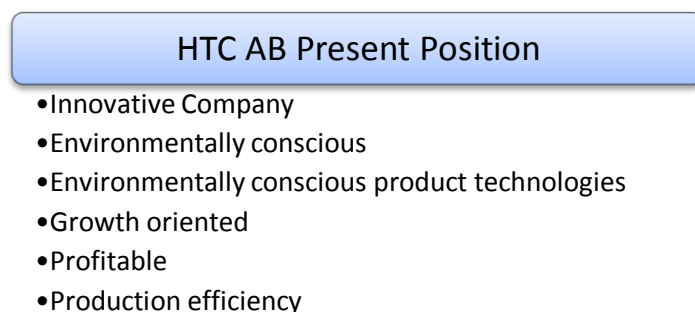 HTC AB Present Position
•Innovative Company
•Environmentally conscious
•Environmentally conscious product technologies
•Growth oriented
•Profitable
•Production efficiency